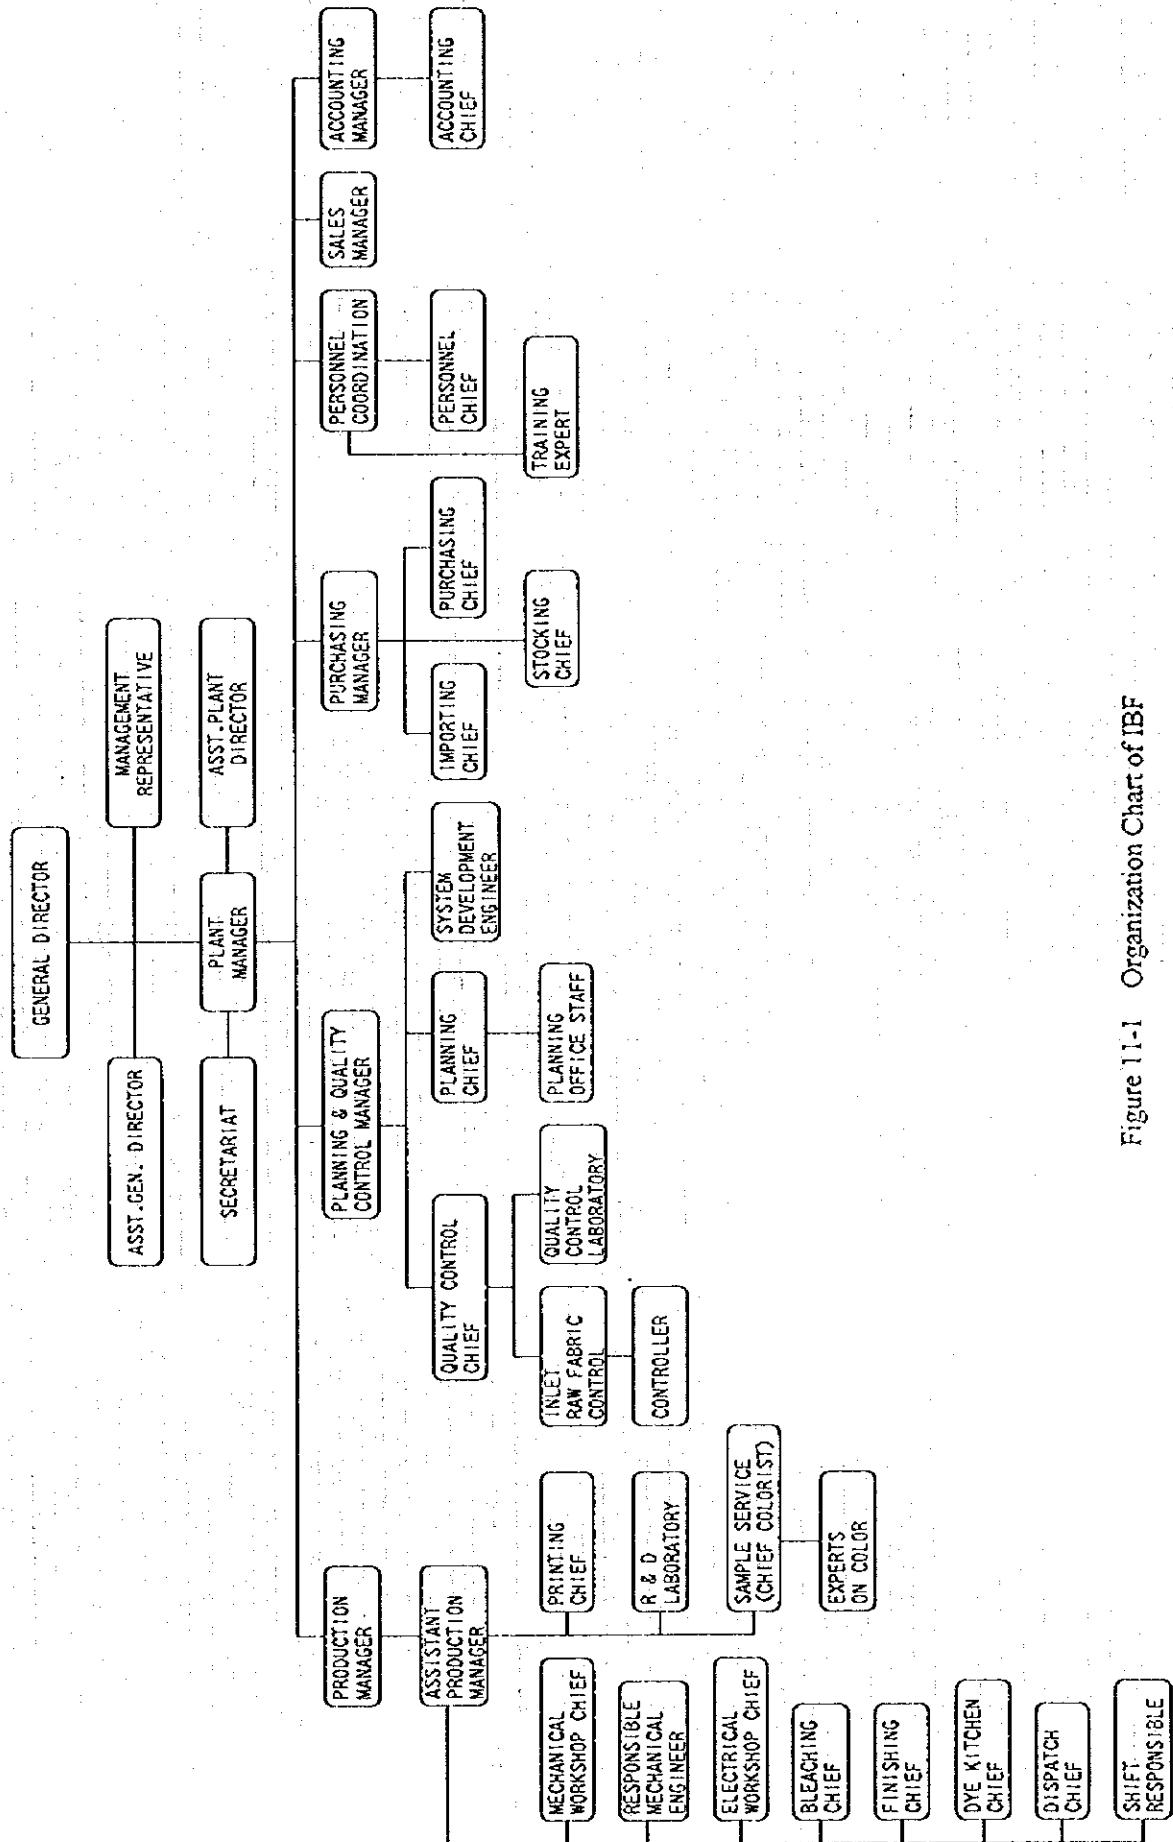 GENERAL DIRECTOR
ASST.GEN. DIRECTOR
MANAGEMENT
REPRESENTATIVE
SECRETARIAT
PLANT
MANAGER
ASST.PLANT
DIRECTOR
PRODUCTION
MANAGER
PLANNING & QUALITY
CONTROL MANAGER
PURCHASING
MANAGER
PERSONNEL
COORDINATION
SALES
MANAGER
ACCOUNTING
MANAGER
ASSISTANT
PRODUCTION
MANAGER
QUALITY CONTROL
CHIEF
PLANNING
CHIEF
SYSTEM
DEVELOPMENT
ENGINEER
IMPORTING
CHIEF
PURCHASING
CHIEF
PERSONNEL
CHIEF
ACCOUNTING
CHIEF
MECHANICAL
WORKSHOP CHIEF
PRINTING
CHIEF
INLET
RAW FABRIC
CONTROL
QUALITY
CONTROL
LABORATORY
PLANNING
OFFICE STAFF
STOCKING
CHIEF
TRAINING
EXPERT
RESPONSIBLE
MECHANICAL
ENGINEER
R & D
LABORATORY
CONTROLLER
ELECTRICAL
WORKSHOP CHIEF
SAMPLE SERVICE
(CHIEF COLORIST)
BLEACHING
CHIEF
EXPERTS
ON COLOR
FINISHING
CHIEF
DYE KITCHEN
CHIEF
DISPATCH
CHIEF
SHIFT
RESPONSIBLE
Figure 11-1 Organization Chart of IBF